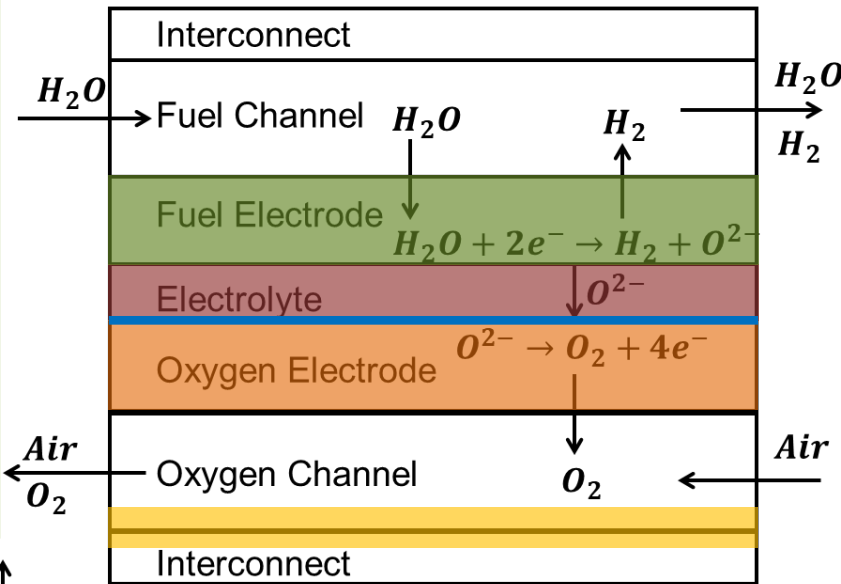 Interconnect
H₂O
Fuel Channel
H₂O
H₂
H₂O
H₂
Fuel Electrode
H₂O + 2e⁻ → H₂ + O²⁻
Electrolyte
O²⁻
O²⁻ → O₂ + 4e⁻
Oxygen Electrode
Air
O₂
Oxygen Channel
O₂
Air
Interconnect